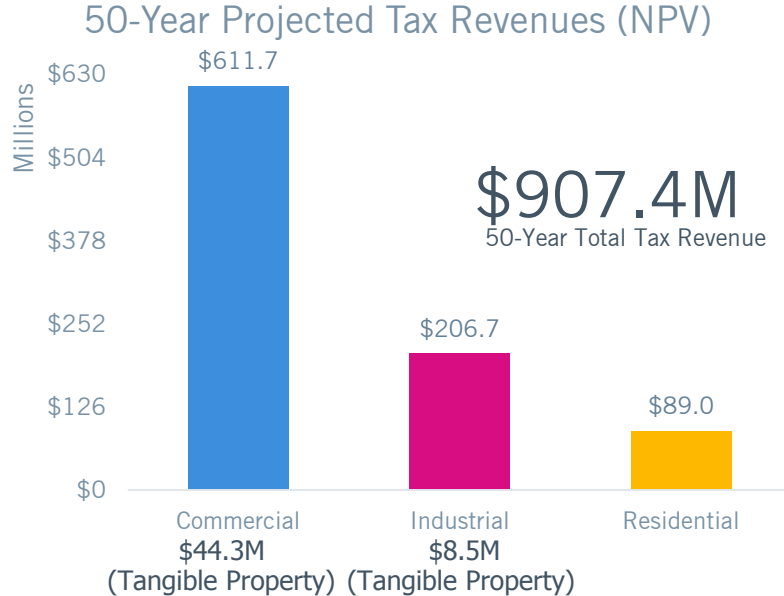 50-Year Projected Tax Revenues (NPV)
Millions
$630
$504
$378
$252
$126
$0
$611.7
$206.7
$89.0
$907.4M
50-Year Total Tax Revenue
Commercial
$44.3M
(Tangible Property)
Industrial
$8.5M
(Tangible Property)
Residential